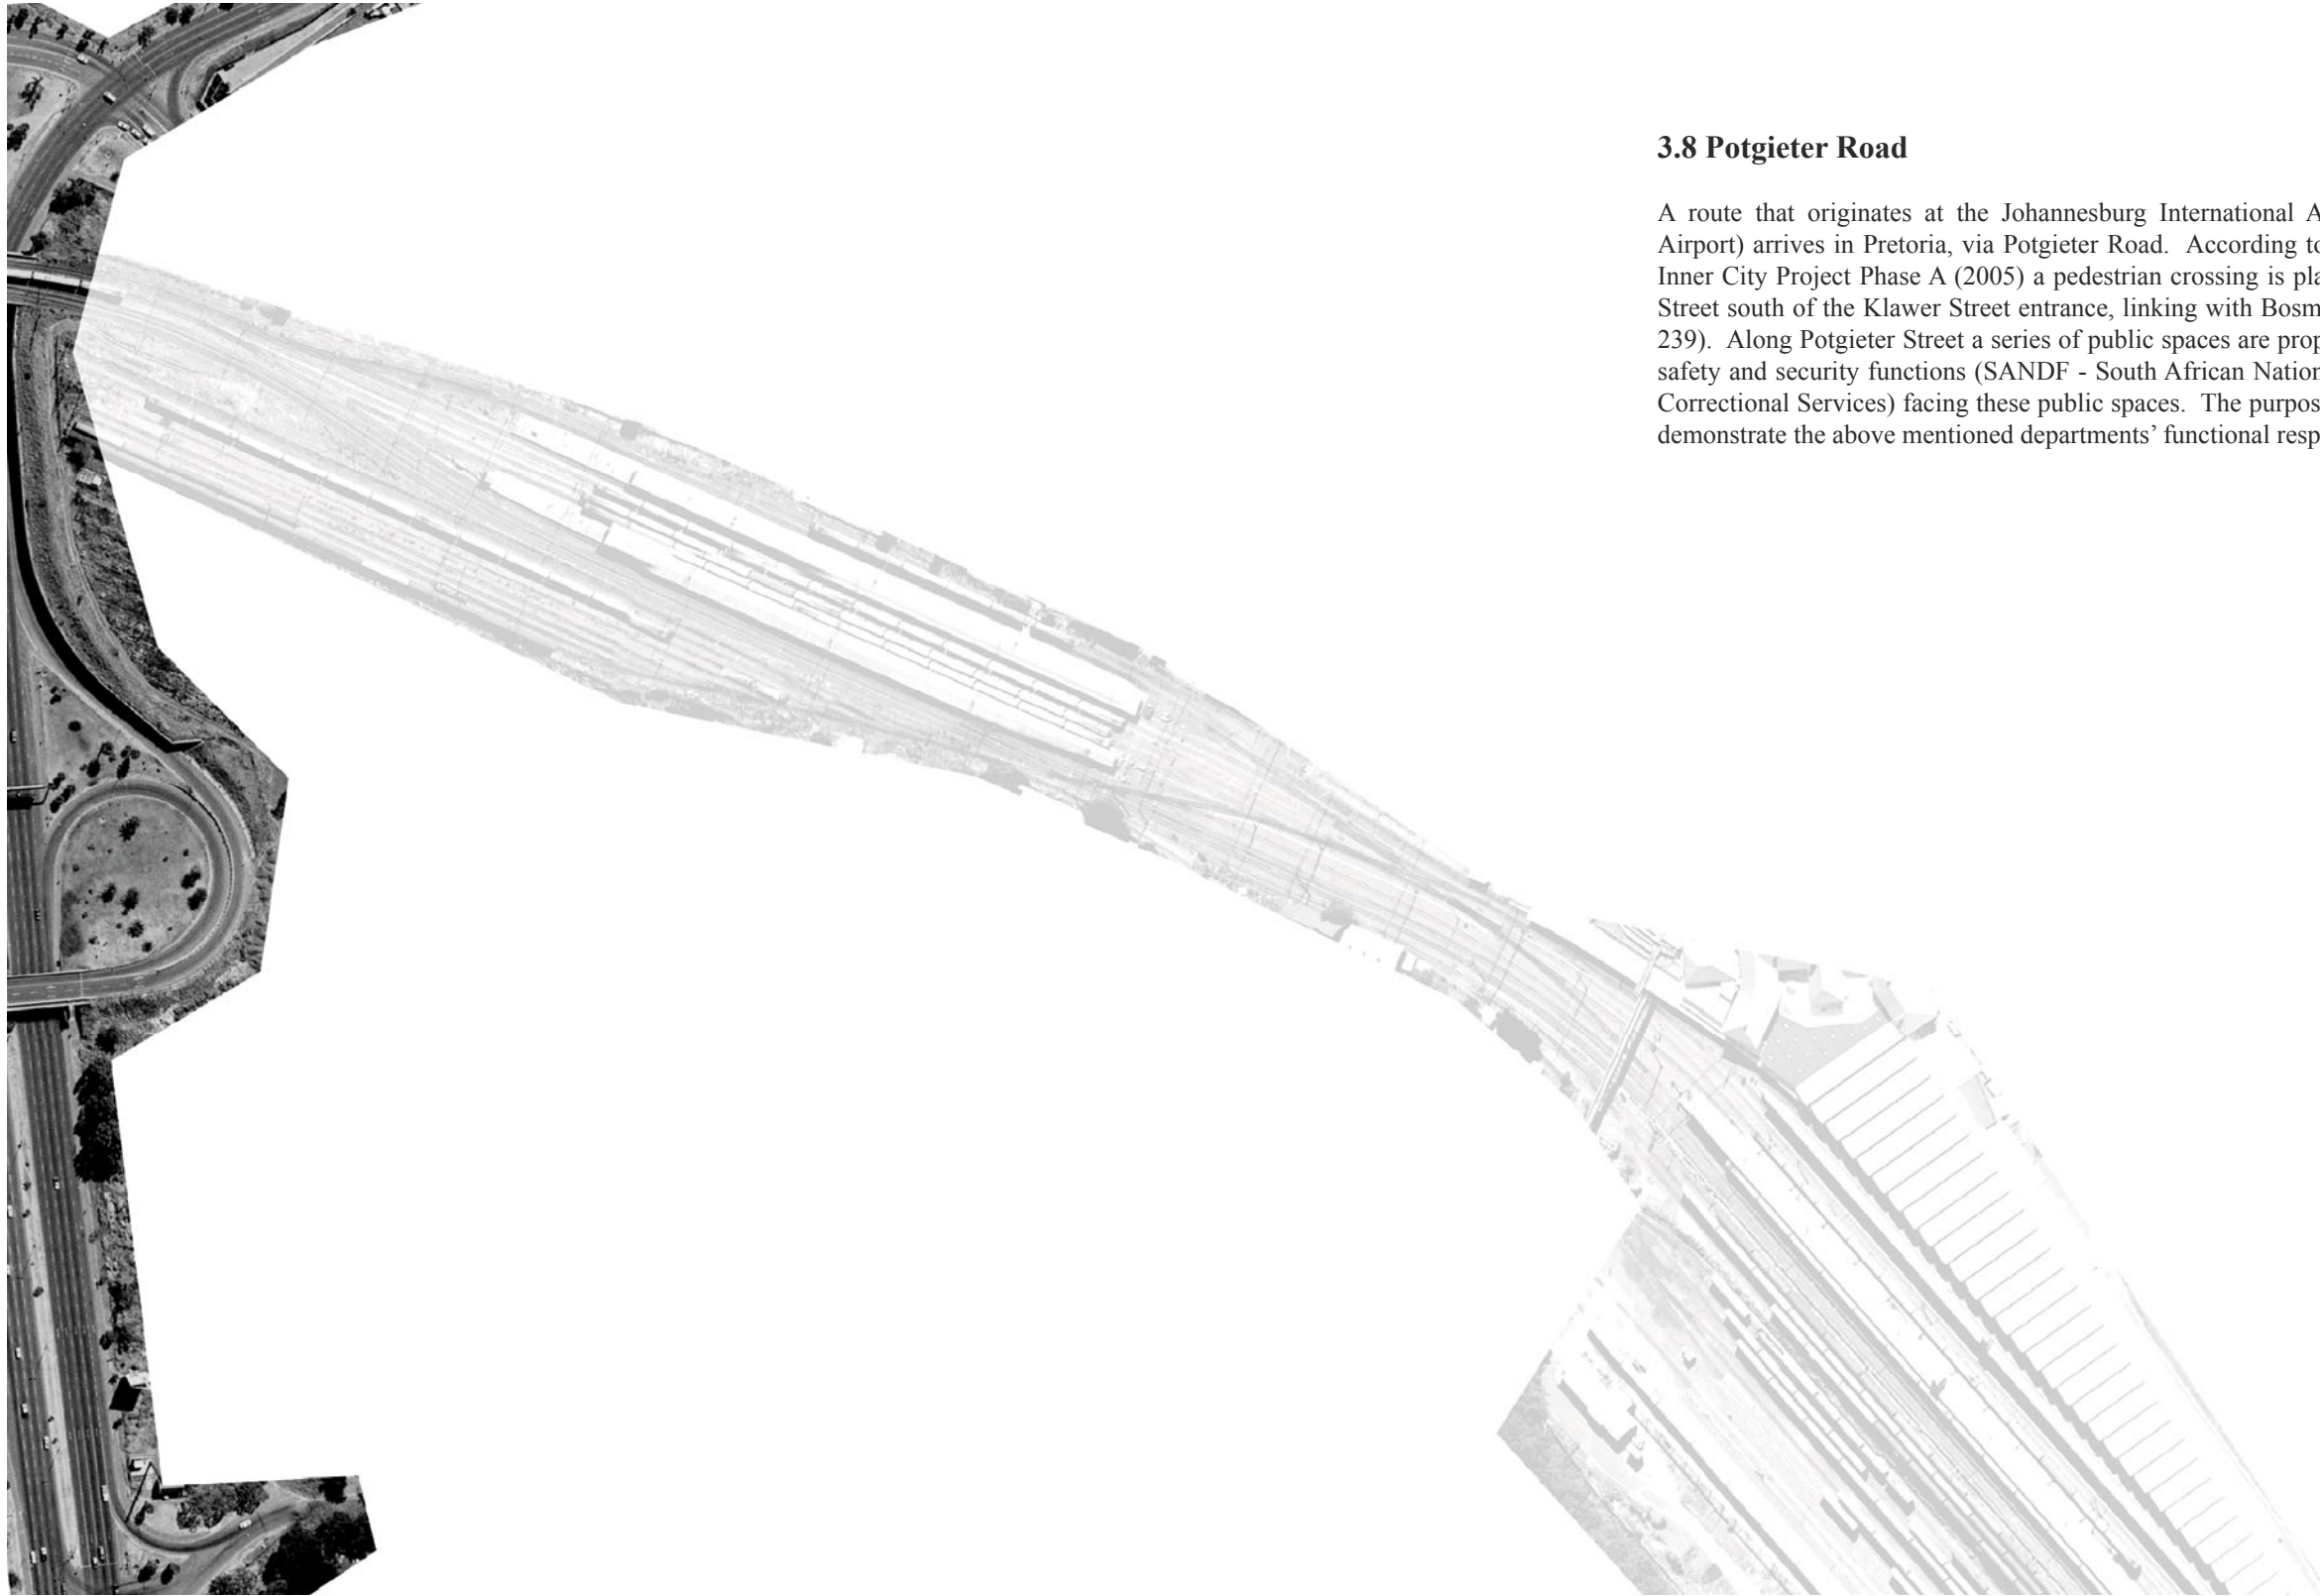 3.8 Potgieter Road
A route that originates at the Johannesburg International A
Airport) arrives in Pretoria, via Potgieter Road. According to
Inner City Project Phase A (2005) a pedestrian crossing is pla
Street south of the Klawer Street entrance, linking with Bosm
239). Along Potgieter Street a series of public spaces are prop
safety and security functions (SANDF - South African Nation
Correctional Services) facing these public spaces. The purpos
demonstrate the above mentioned departments’ functional resp